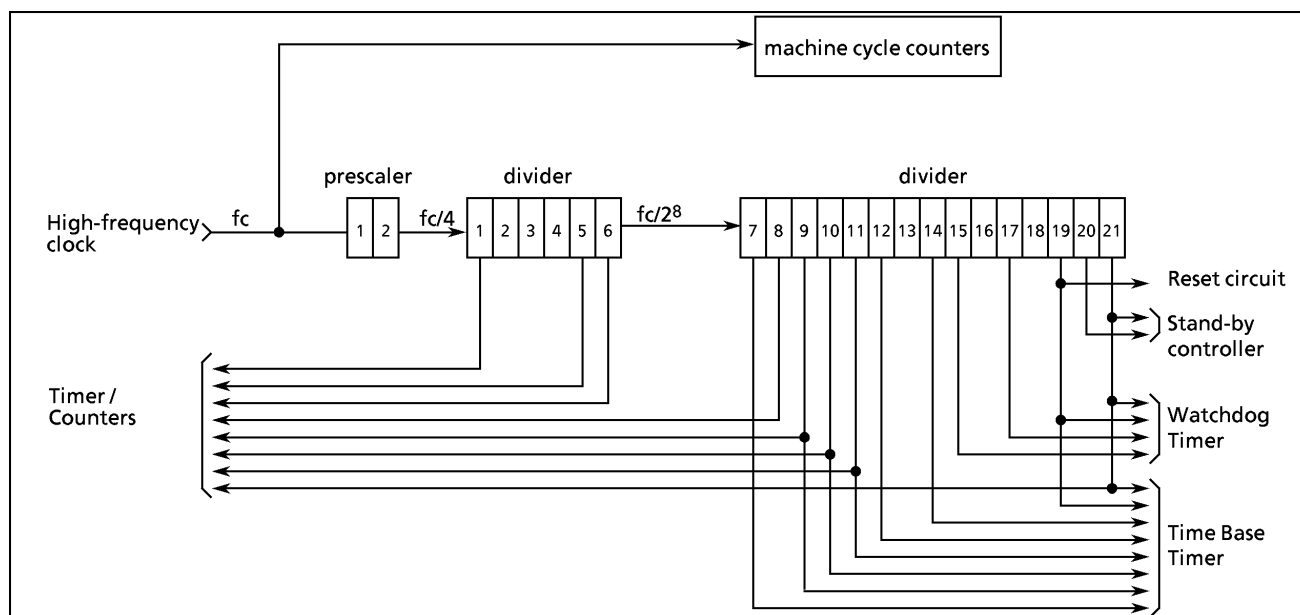 machine cycle counters
prescaler
divider
divider
High-frequency
clock
fc
1 2
fc/4
1 2 3 4 5 6
fc/2⁸
7 8 9 10 11 12 13 14 15 16 17 18 19 20 21
Reset circuit
Stand-by
controller
Timer /
Counters
Watchdog
Timer
Time Base
Timer